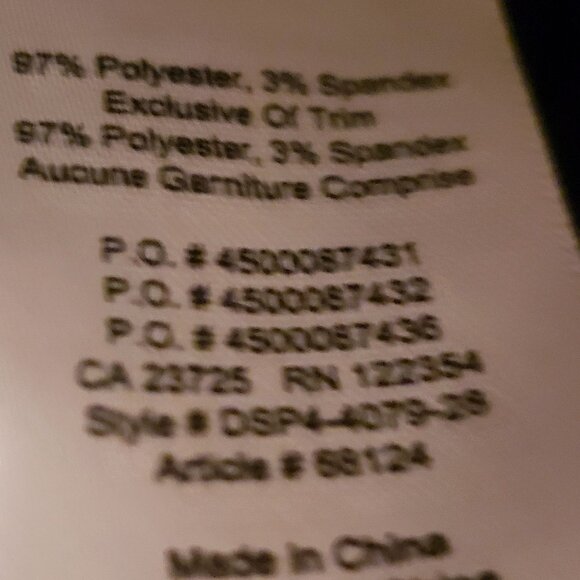 97% Polyester, 3% Spandex
Exclusive Of Trim
97% Polyester, 3% Spandex
Aucune Garniture Comprise
P.O. # 4500087431
P.O. # 4500087432
P.O. # 4500087436
CA 23725 RN 122354
Style # DSP4-4079-26
Article #
Made in China